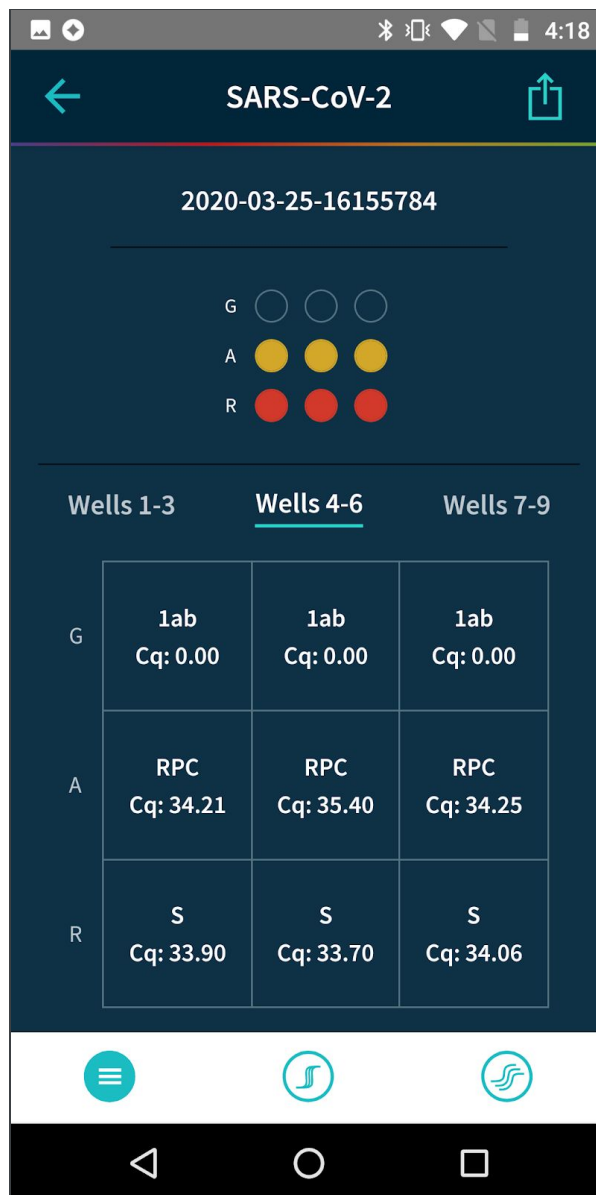 4:18
SARS-CoV-2
2020-03-25-16155784
G
A
R
Wells 1-3 Wells 4-6 Wells 7-9
G
1ab 1ab 1ab
Cq: 0.00 Cq: 0.00 Cq: 0.00
A
RPC RPC RPC
Cq: 34.21 Cq: 35.40 Cq: 34.25
R
S S S
Cq: 33.90 Cq: 33.70 Cq: 34.06